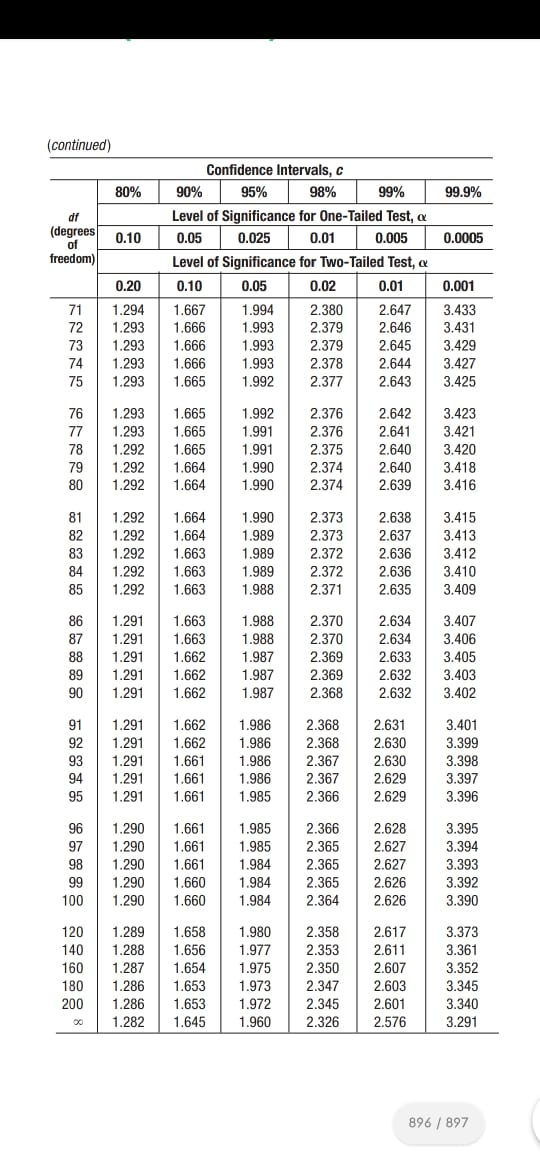 (continued)
Confidence Intervals, c
80% 90% 95% 98% 99% 99.9%
df
(degrees
of
freedom)
Level of Significance for One-Tailed Test, α
0.10 0.05 0.025 0.01 0.005 0.0005
Level of Significance for Two-Tailed Test, α
0.20 0.10 0.05 0.02 0.01 0.001
71 1.294 1.667 1.994 2.380 2.647 3.433
72 1.293 1.666 1.993 2.379 2.646 3.431
73 1.293 1.666 1.993 2.379 2.645 3.429
74 1.293 1.666 1.993 2.378 2.644 3.427
75 1.293 1.665 1.992 2.377 2.643 3.425
76 1.293 1.665 1.992 2.376 2.642 3.423
77 1.293 1.665 1.991 2.376 2.641 3.421
78 1.292 1.665 1.991 2.375 2.640 3.420
79 1.292 1.664 1.990 2.374 2.640 3.418
80 1.292 1.664 1.990 2.374 2.639 3.416
81 1.292 1.664 1.990 2.373 2.638 3.415
82 1.292 1.664 1.989 2.373 2.637 3.413
83 1.292 1.663 1.989 2.372 2.636 3.412
84 1.292 1.663 1.989 2.372 2.636 3.410
85 1.292 1.663 1.988 2.371 2.635 3.409
86 1.291 1.663 1.988 2.370 2.634 3.407
87 1.291 1.663 1.988 2.370 2.634 3.406
88 1.291 1.662 1.987 2.369 2.633 3.405
89 1.291 1.662 1.987 2.369 2.632 3.403
90 1.291 1.662 1.987 2.368 2.632 3.402
91 1.291 1.662 1.986 2.368 2.631 3.401
92 1.291 1.662 1.986 2.368 2.630 3.399
93 1.291 1.661 1.986 2.367 2.630 3.398
94 1.291 1.661 1.986 2.367 2.629 3.397
95 1.291 1.661 1.985 2.366 2.629 3.396
96 1.290 1.661 1.985 2.366 2.628 3.395
97 1.290 1.661 1.985 2.365 2.627 3.394
98 1.290 1.661 1.984 2.365 2.627 3.393
99 1.290 1.660 1.984 2.365 2.626 3.392
100 1.290 1.660 1.984 2.364 2.626 3.390
120 1.289 1.658 1.980 2.358 2.617 3.373
140 1.288 1.656 1.977 2.353 2.611 3.361
160 1.287 1.654 1.975 2.350 2.607 3.352
180 1.286 1.653 1.973 2.347 2.603 3.345
200 1.286 1.653 1.972 2.345 2.601 3.340
∞ 1.282 1.645 1.960 2.326 2.576 3.291
896 / 897